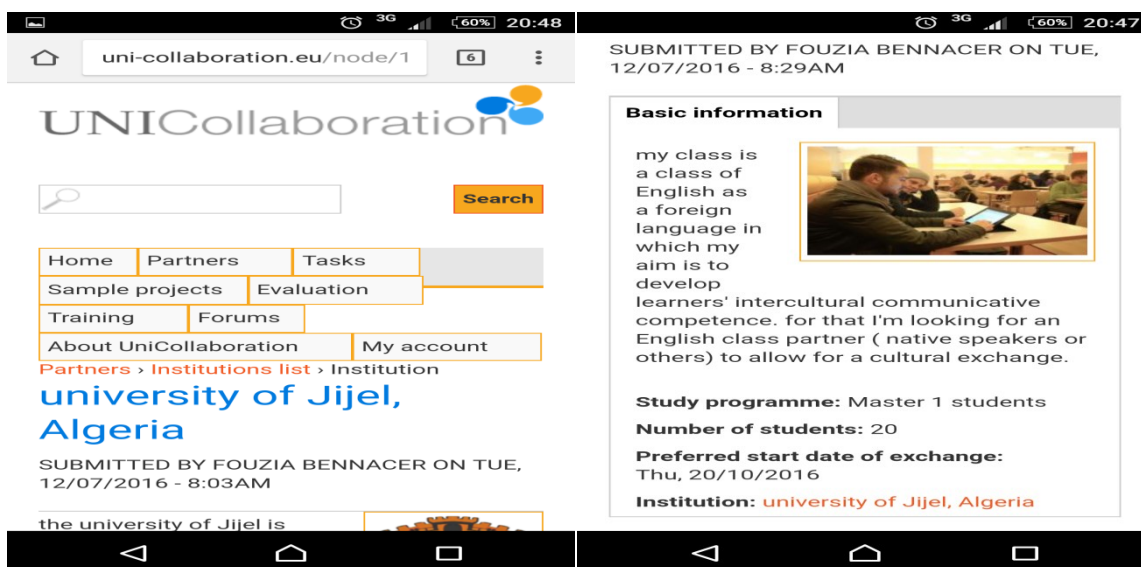 3G 60% 20:48
uni-collaboration.eu/node/1 6
UNICollaboration
Search
Home Partners Tasks
Sample projects Evaluation
Training Forums
About UniCollaboration My account
Partners › Institutions list › Institution
university of Jijel,
Algeria
SUBMITTED BY FOUZIA BENNACER ON TUE,
12/07/2016 - 8:03AM
the university of Jijel is
3G 60% 20:47
SUBMITTED BY FOUZIA BENNACER ON TUE,
12/07/2016 - 8:29AM
Basic information
my class is
a class of
English as
a foreign
language in
which my
aim is to
develop
learners' intercultural communicative
competence. for that I'm looking for an
English class partner ( native speakers or
others) to allow for a cultural exchange.
Study programme: Master 1 students
Number of students: 20
Preferred start date of exchange:
Thu, 20/10/2016
Institution: university of Jijel, Algeria